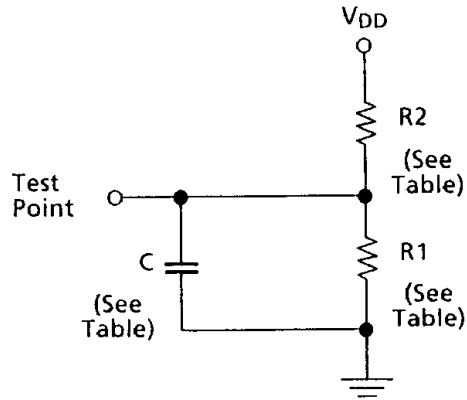 VDD
R2
(See
Table)
Test
Point
C
(See
Table)
R1
(See
Table)